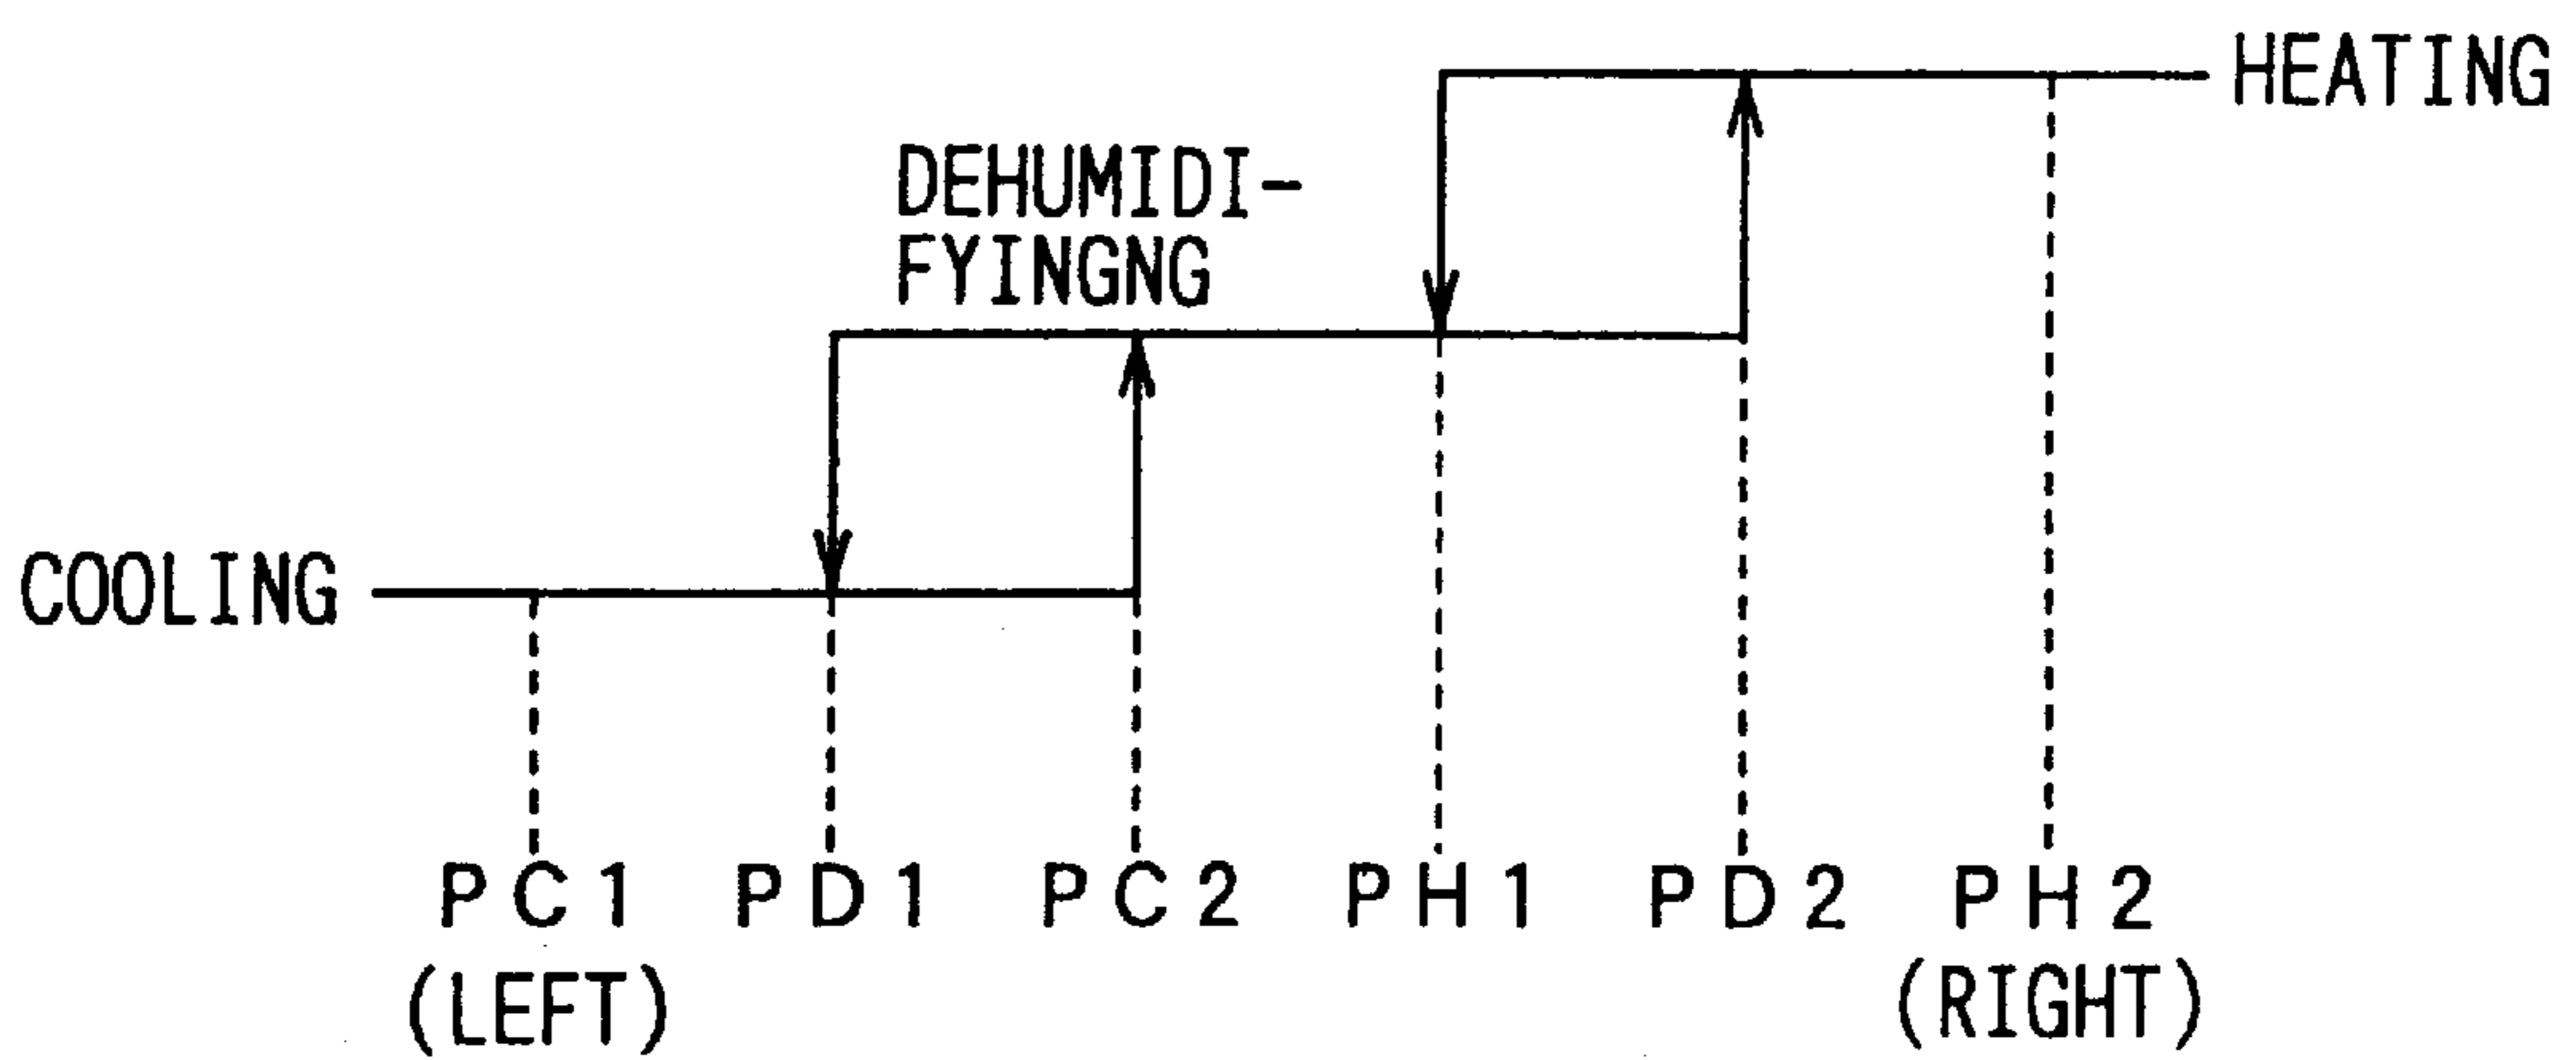 HEATING
DEHUMIDI-
FYINGNG
COOLING
PC1 PD1 PC2 PH1 PD2 PH2
(LEFT) (RIGHT)